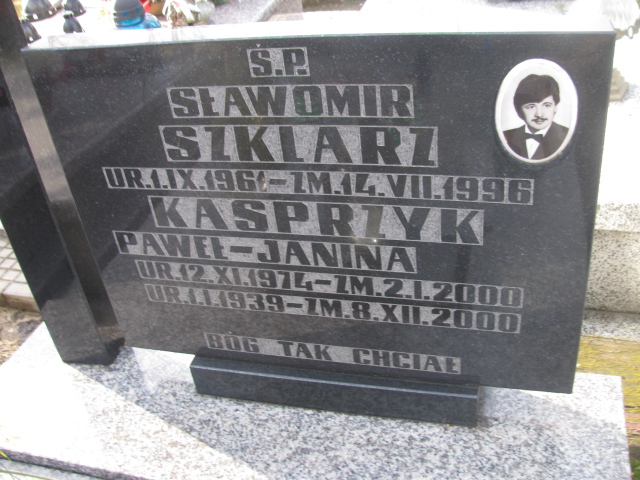 Ś.P.
SŁAWOMIR
SZKLARZ
UR.1.IX.1961-ZM.14.VII.1996
KASPRZYK
PAWEŁ-JANINA
UR.12.XI.1974-ZM.2.I.2000
UR.1.I.1939-ZM.8.XII.2000
BÓG TAK CHCIAŁ